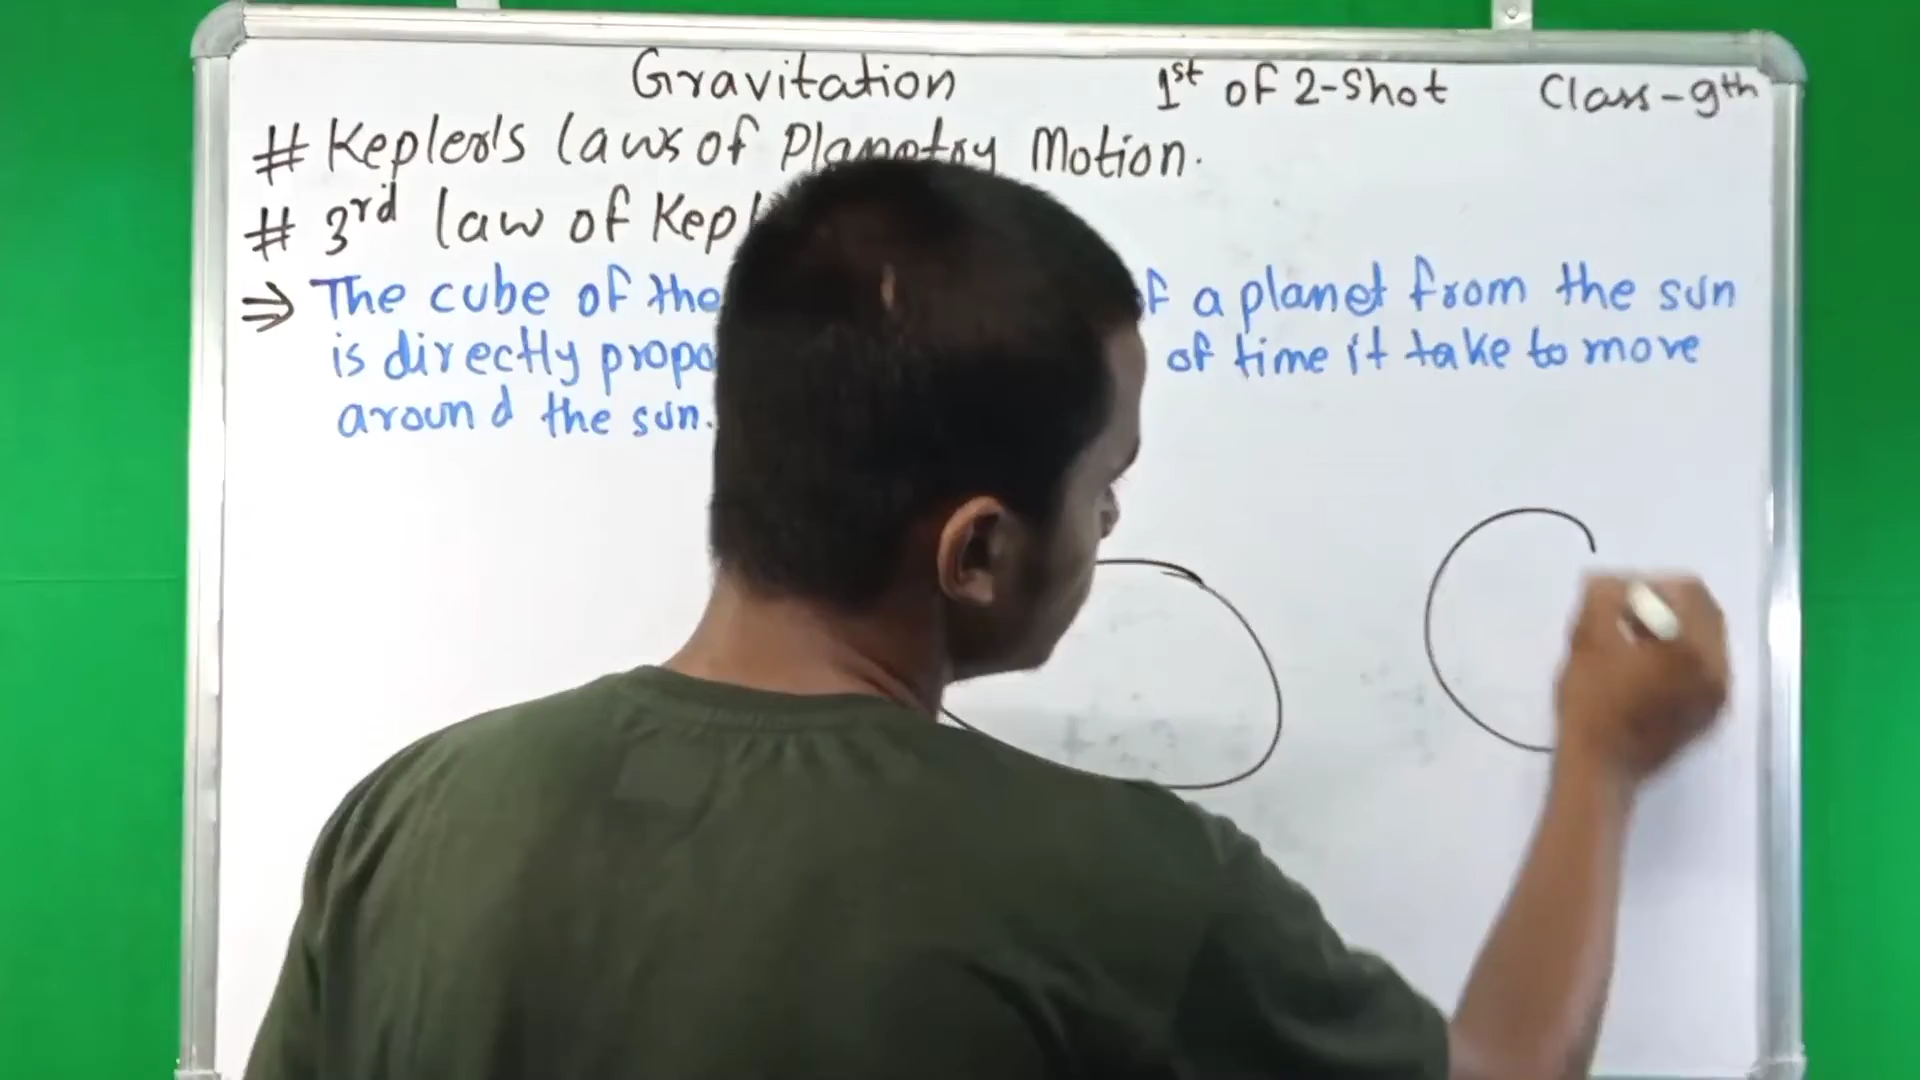 Gravitation 1st of 2-Shot Class-9th
# Kepler's laws of Planetry Motion.
# 3rd law of Kepl
⇒ The cube of the f a planet from the sun
is directly propo of time it take to move
around the sun.